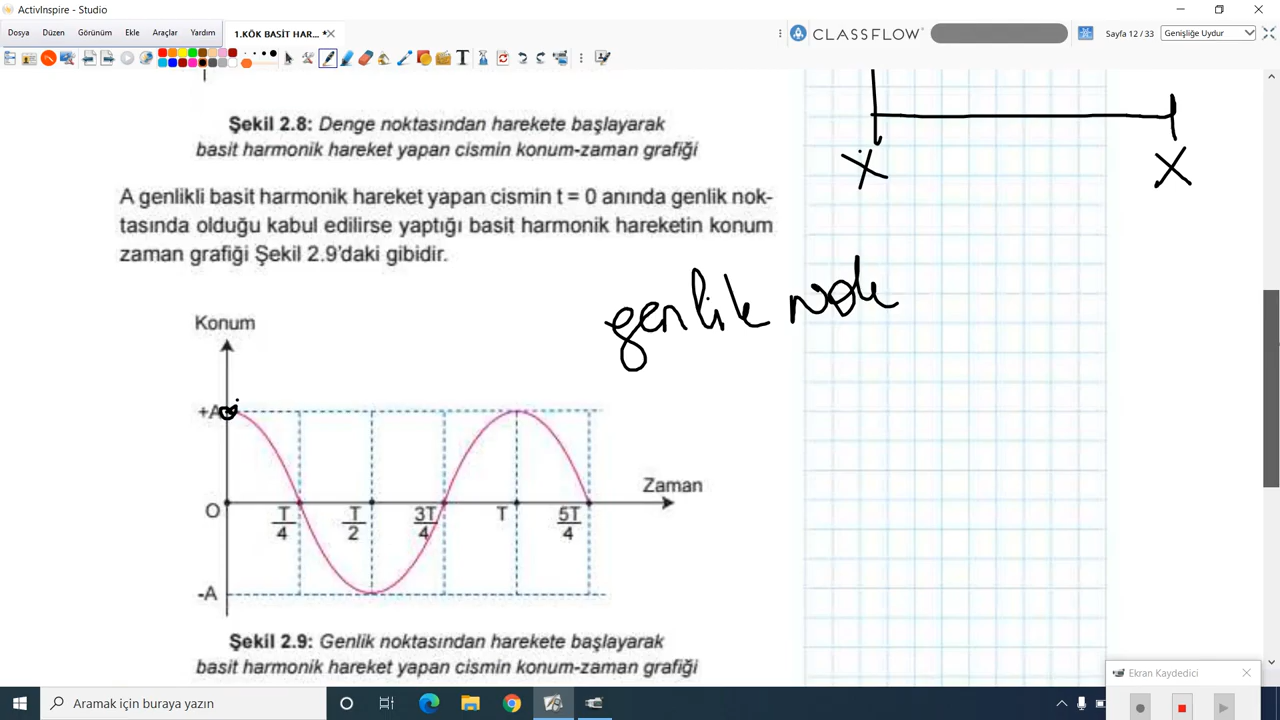 ActivInspire - Studio
Dosya Düzen Görünüm Ekle Araçlar Yardım
1.KÖK BASİT HAR... *
CLASSFLOW
Sayfa 12 / 33
Genişliğe Uydur
Şekil 2.8: Denge noktasından harekete başlayarak
basit harmonik hareket yapan cismin konum-zaman grafiği
X X
A genlikli basit harmonik hareket yapan cismin t = 0 anında genlik nok-
tasında olduğu kabul edilirse yaptığı basit harmonik hareketin konum
zaman grafiği Şekil 2.9'daki gibidir.
genlik nok
Konum
+A
O
T/4 T/2 3T/4 T 5T/4
Zaman
-A
Şekil 2.9: Genlik noktasından harekete başlayarak
basit harmonik hareket yapan cismin konum-zaman grafiği
Ekran Kaydedici
Aramak için buraya yazın